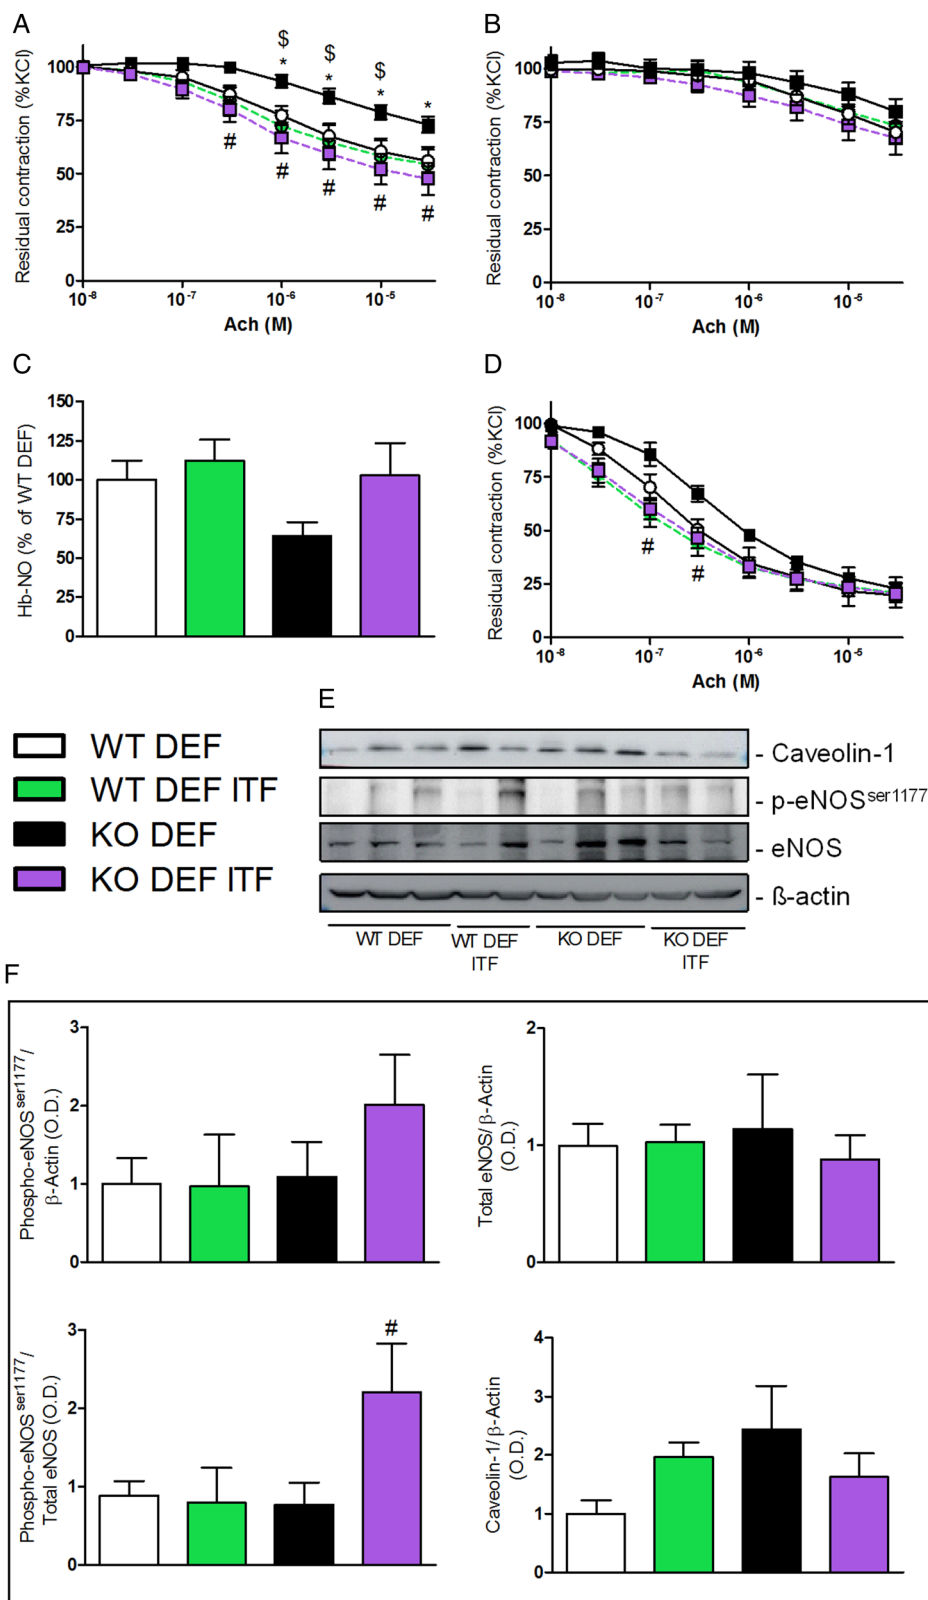 A
$
$
$
*
*
*
*
Residual contraction (%KCl)
100
75
50
25
0
#
#
#
#
#
10-8
10-7
10-6
10-5
Ach (M)
B
Residual contraction (%KCl)
100
75
50
25
0
10-8
10-7
10-6
10-5
Ach (M)
C
Hb-NO (% of WT DEF)
150
125
100
75
50
25
0
D
Residual contraction (%KCl)
100
75
50
25
0
#
#
10-8
10-7
10-6
10-5
Ach (M)
WT DEF
WT DEF ITF
KO DEF
KO DEF ITF
E
- Caveolin-1
- p-eNOSser1177
- eNOS
- ß-actin
WT DEF
WT DEF
ITF
KO DEF
KO DEF
ITF
F
Phospho-eNOSser1177/
β-Actin (O.D.)
3
2
1
0
Total eNOS/β-Actin
(O.D.)
2
1
0
Phospho-eNOSser1177/
Total eNOS (O.D.)
3
2
1
0
#
Caveolin-1/β-Actin
(O.D.)
4
3
2
1
0